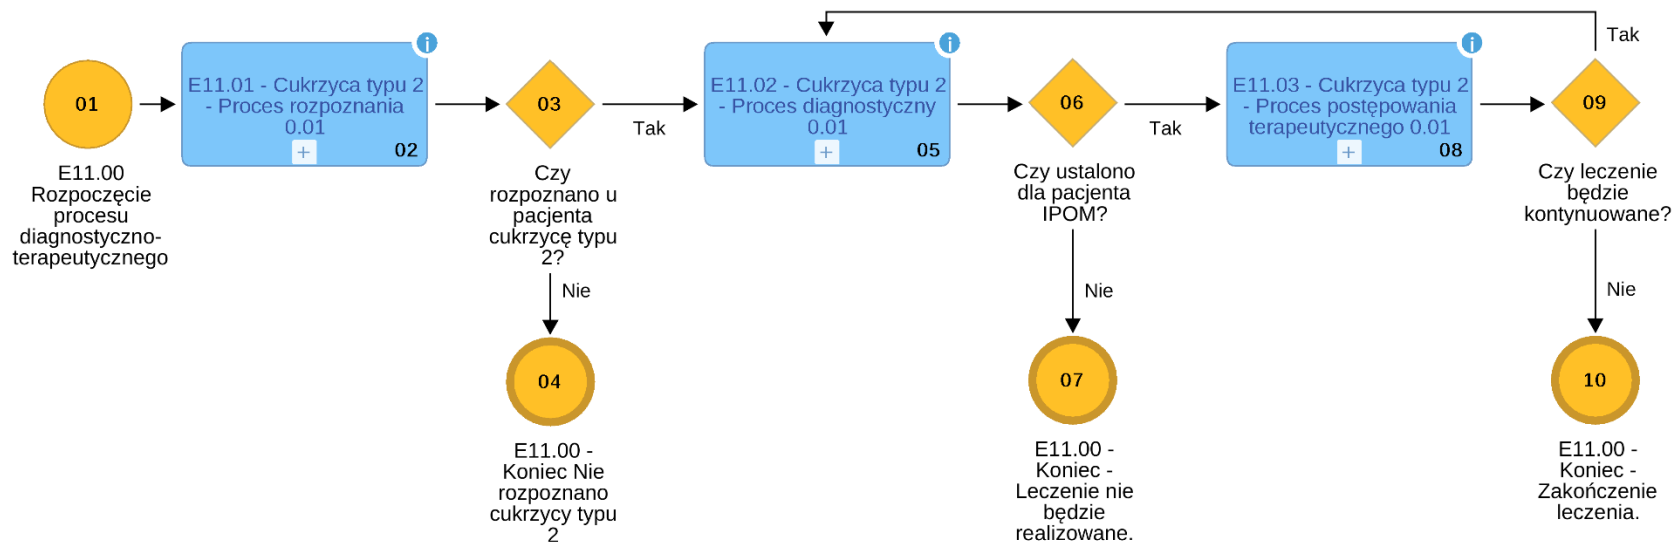 01
E11.00
Rozpoczęcie
procesu
diagnostyczno-
terapeutycznego
E11.01 - Cukrzyca typu 2
- Proces rozpoznania
0.01
+
02
i
03
Czy
rozpoznano u
pacjenta
cukrzycę typu
2?
Tak
Nie
04
E11.00 -
Koniec Nie
rozpoznano
cukrzycy typu
2
E11.02 - Cukrzyca typu 2
- Proces diagnostyczny
0.01
+
05
i
06
Czy ustalono
dla pacjenta
IPOM?
Tak
Nie
07
E11.00 -
Koniec -
Leczenie nie
będzie
realizowane.
E11.03 - Cukrzyca typu 2
- Proces postępowania
terapeutycznego 0.01
+
08
i
09
Czy leczenie
będzie
kontynuowane?
Tak
Nie
10
E11.00 -
Koniec -
Zakończenie
leczenia.